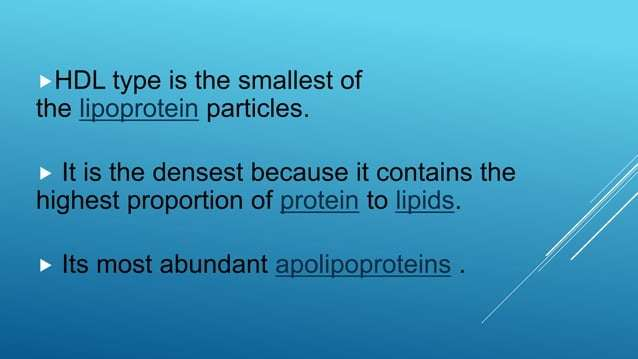 HDL type is the smallest of
the lipoprotein particles.
It is the densest because it contains the
highest proportion of protein to lipids.
Its most abundant apolipoproteins .